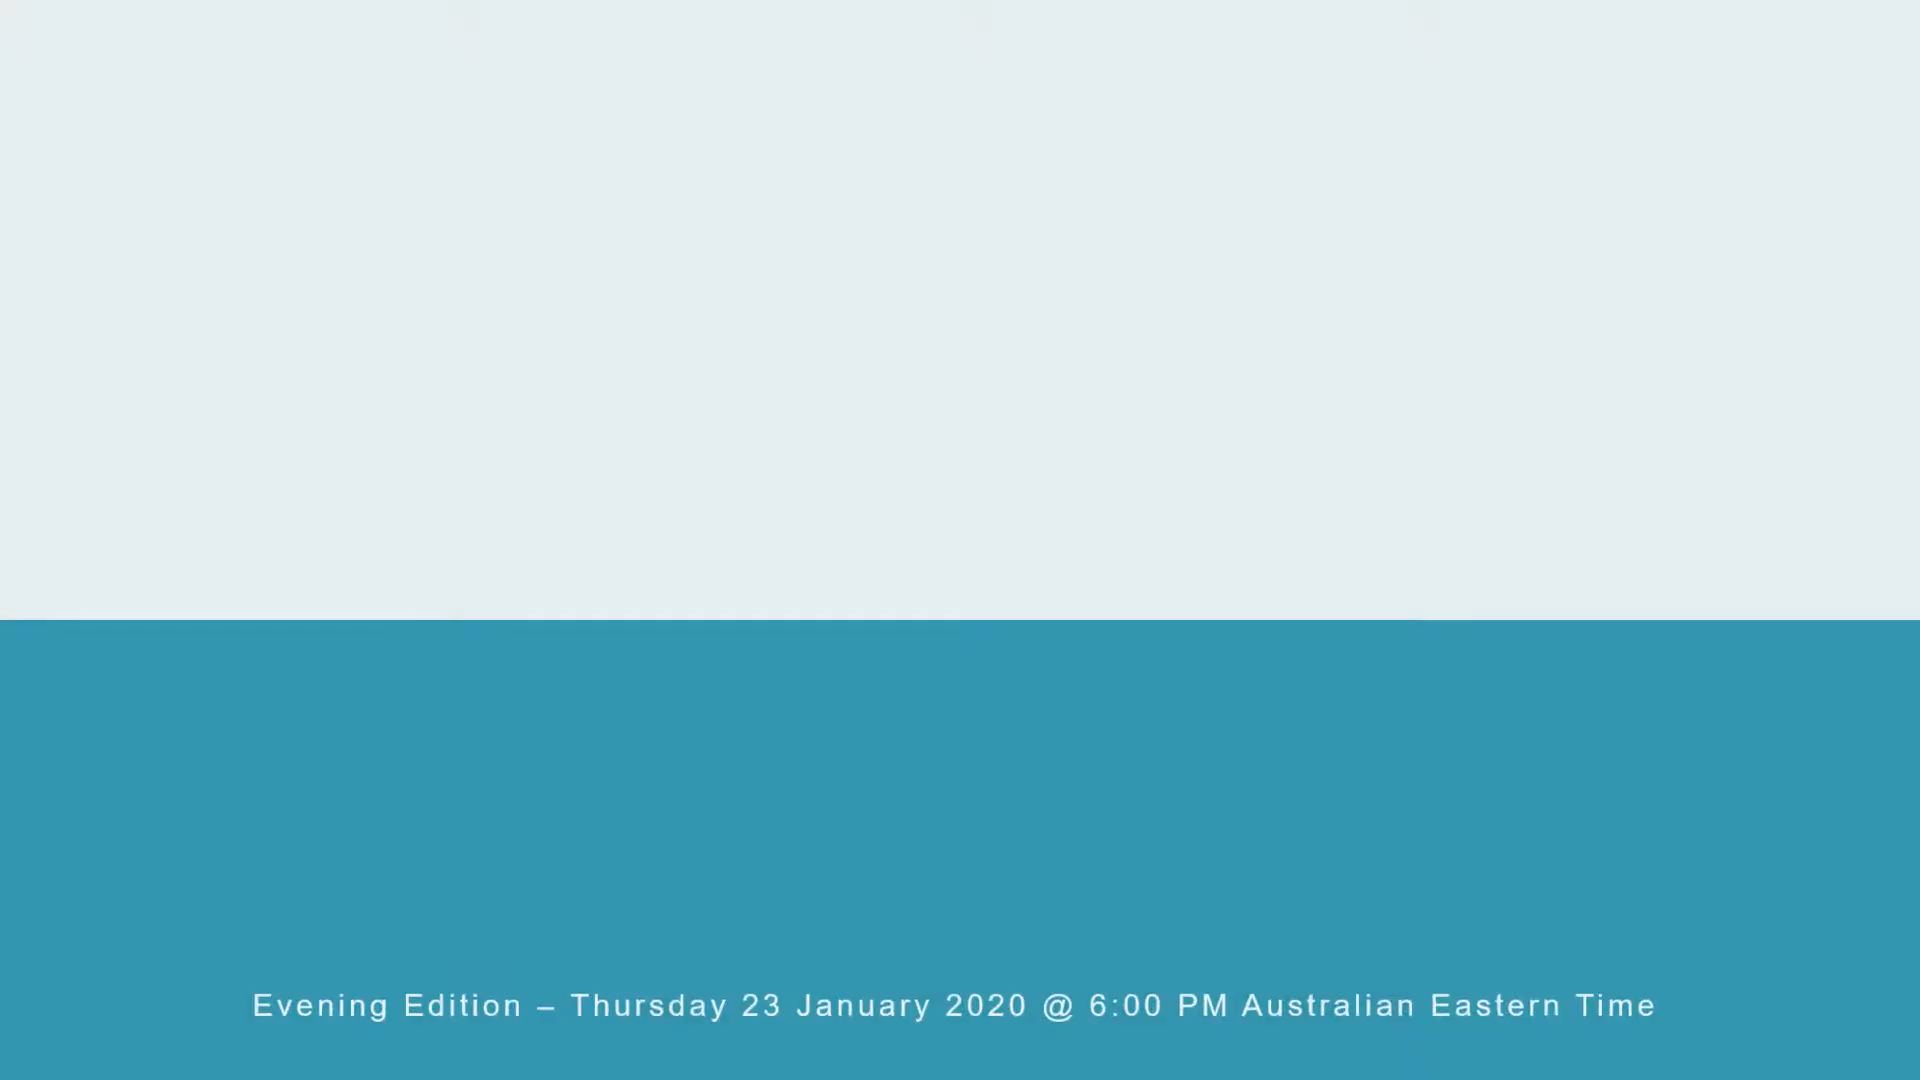 Evening Edition – Thursday 23 January 2020 @ 6:00 PM Australian Eastern Time